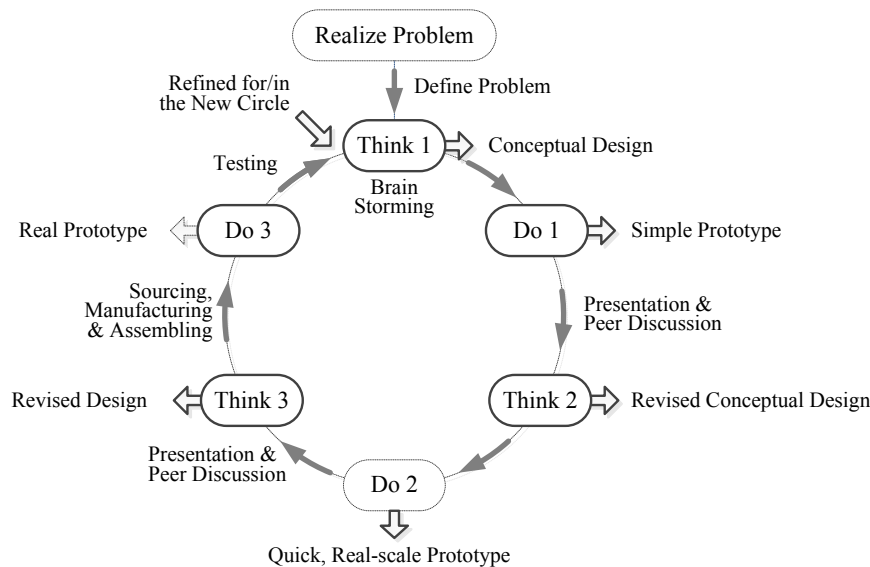 Realize Problem
Define Problem
Refined for/in
the New Circle
Think 1
Conceptual Design
Brain
Storming
Testing
Do 3
Real Prototype
Do 1
Simple Prototype
Sourcing,
Manufacturing
& Assembling
Presentation &
Peer Discussion
Revised Design
Think 3
Think 2
Revised Conceptual Design
Presentation &
Peer Discussion
Do 2
Quick, Real-scale Prototype